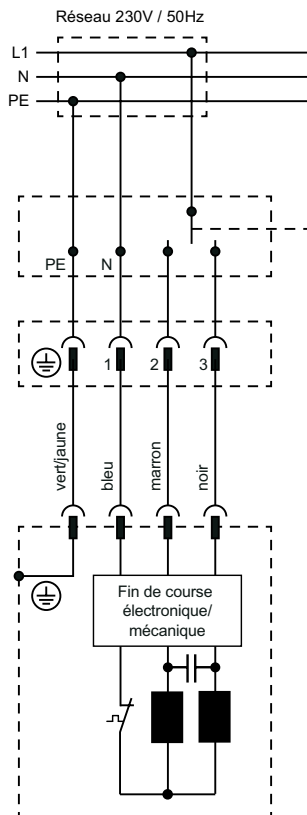 Réseau 230V / 50Hz
L1
N
PE
PE
N
1
2
3
vert/jaune
bleu
marron
noir
Fin de course
électronique/
mécanique